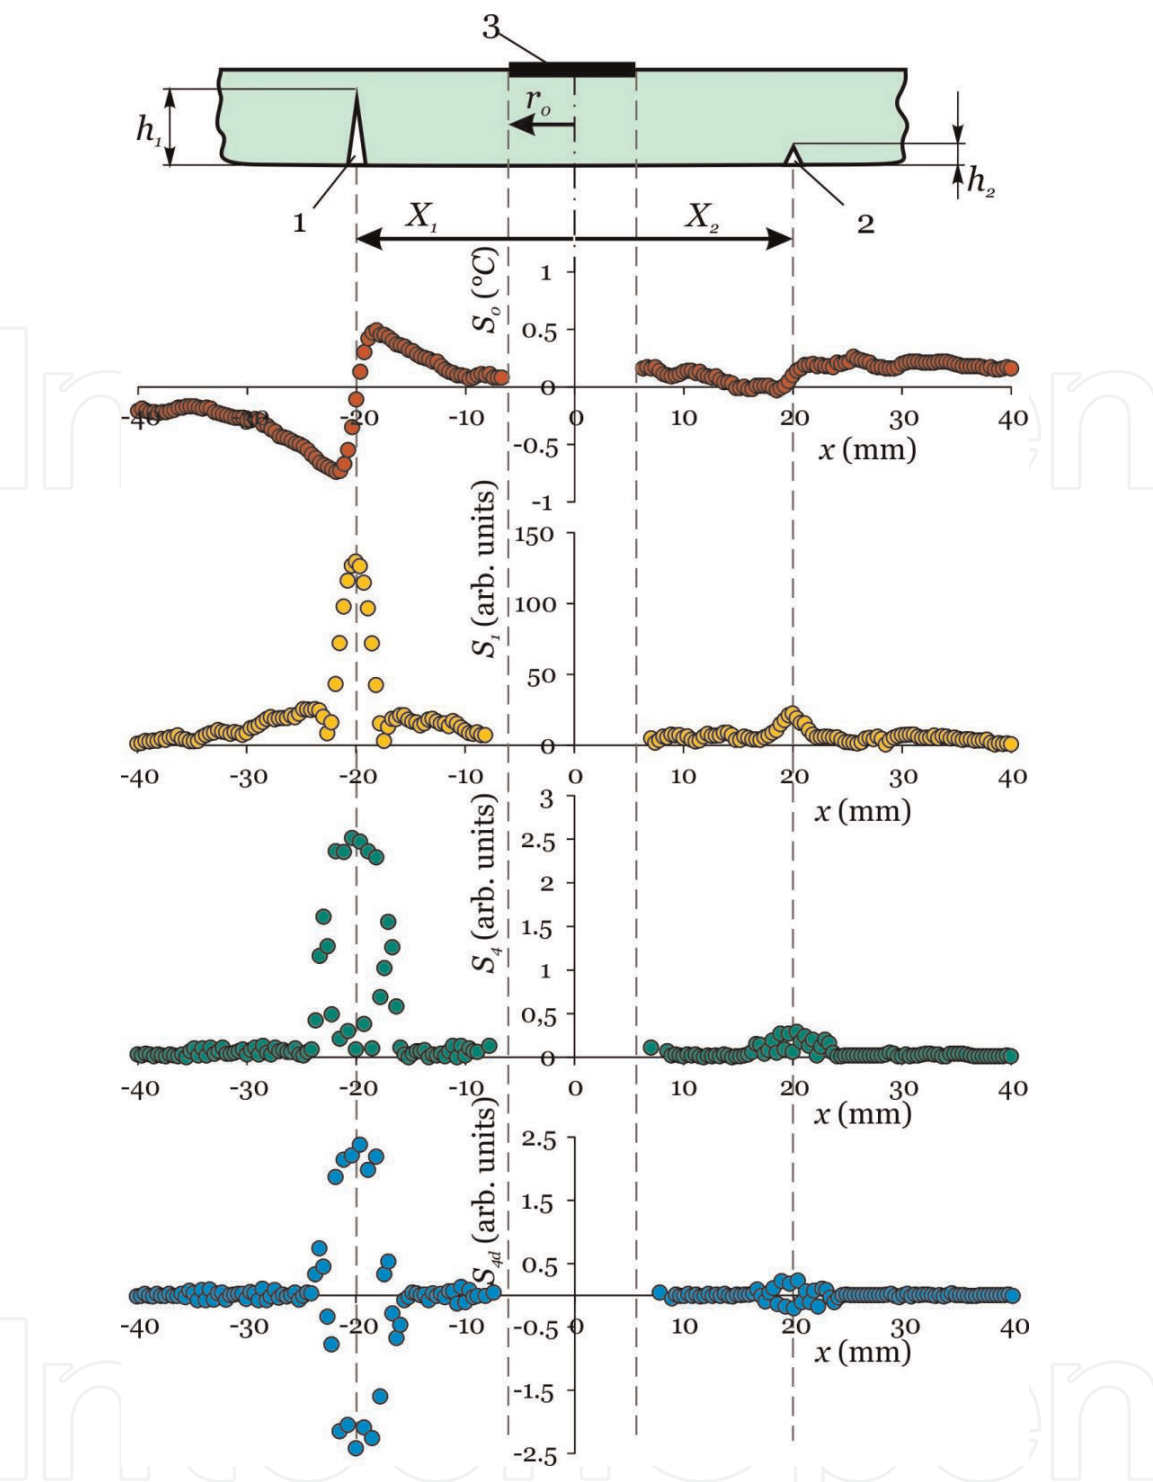 3
r₀
h₁
h₂
1
X₁
X₂
2
S₀ (°C)
1
0.5
0
-0.5
-1
-40 -30 -20 -10 0 10 20 30 40
x (mm)
S₁ (arb. units)
150
100
50
0
-40 -30 -20 -10 0 10 20 30 40
x (mm)
S₄ (arb. units)
3
2.5
2
1.5
1
0,5
0
-40 -30 -20 -10 0 10 20 30 40
x (mm)
S₄d (arb. units)
2.5
1.5
0.5
-0.5
-1.5
-2.5
-40 -30 -20 -10 0 10 20 30 40
x (mm)